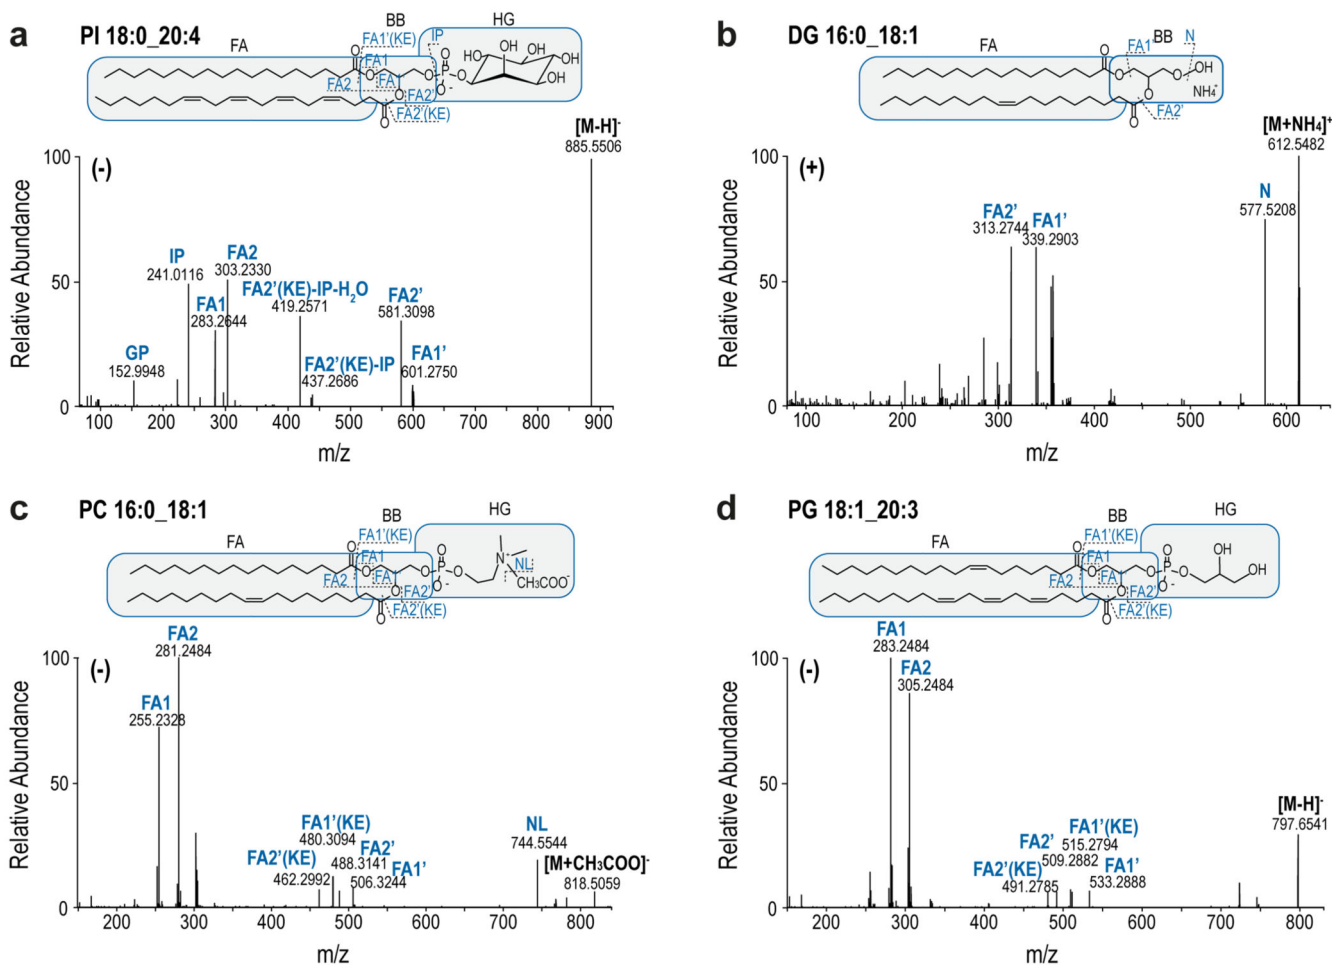 a PI 18:0_20:4
BB HG
FA FA1'(KE) IP
O FA1 O O P O OH OH OH OH OH
FA2 FA1' O O-
O FA2'
FA2'(KE)
[M-H]-
885.5506
100
(-)
Relative Abundance
FA2
IP 303.2330
241.0116
50
FA2'(KE)-IP-H2O
FA1 419.2571 FA2'
283.2644 581.3098
GP FA2'(KE)-IP FA1'
152.9948 437.2686 601.2750
0
100 200 300 400 500 600 700 800 900
m/z
b DG 16:0_18:1
FA BB
FA1' N
O O O OH
O NH4+
O FA2'
[M+NH4]+
612.5482
100
(+)
Relative Abundance
N
577.5208
FA2' FA1'
313.2744 339.2903
50
0
100 200 300 400 500 600
m/z
c PC 16:0_18:1
BB HG
FA FA1'(KE)
O FA1 O O P O N+ NL
FA2 FA1' O O- CH3COO-
O FA2'
FA2'(KE)
FA2
281.2484
100
(-)
Relative Abundance
FA1
255.2328
50
FA1'(KE) NL
480.3094 744.5544
FA2'
FA2'(KE) 488.3141 FA1' [M+CH3COO]-
462.2992 506.3244 818.5059
0
200 300 400 500 600 700 800
m/z
d PG 18:1_20:3
BB HG
FA FA1'(KE)
O FA1 O O P O OH OH
FA2 FA1' O O-
O FA2'
FA2'(KE)
FA1
283.2484
100
(-)
Relative Abundance
FA2
305.2484
50
[M-H]-
797.6541
FA1'(KE)
FA2' 515.2794
509.2882
FA2'(KE) FA1'
491.2785 533.2888
0
200 300 400 500 600 700 800
m/z